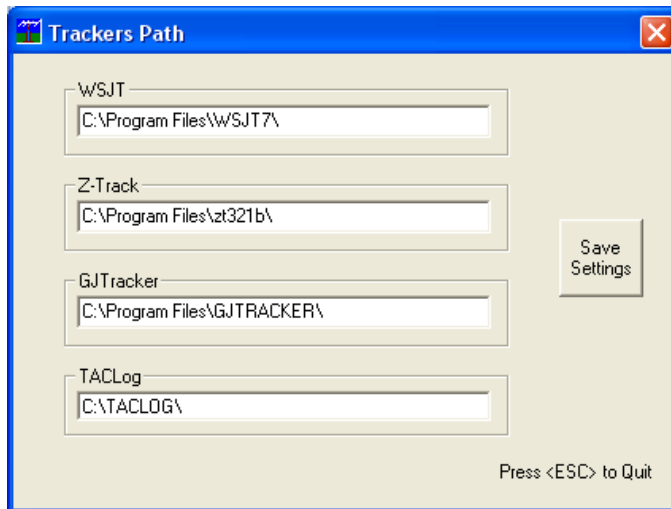 Trackers Path
WSJT
C:\Program Files\WSJT7\
Z-Track
C:\Program Files\zt321b\
Save
Settings
GJTracker
C:\Program Files\GJTRACKER\
TACLog
C:\TACLOG\
Press <ESC> to Quit